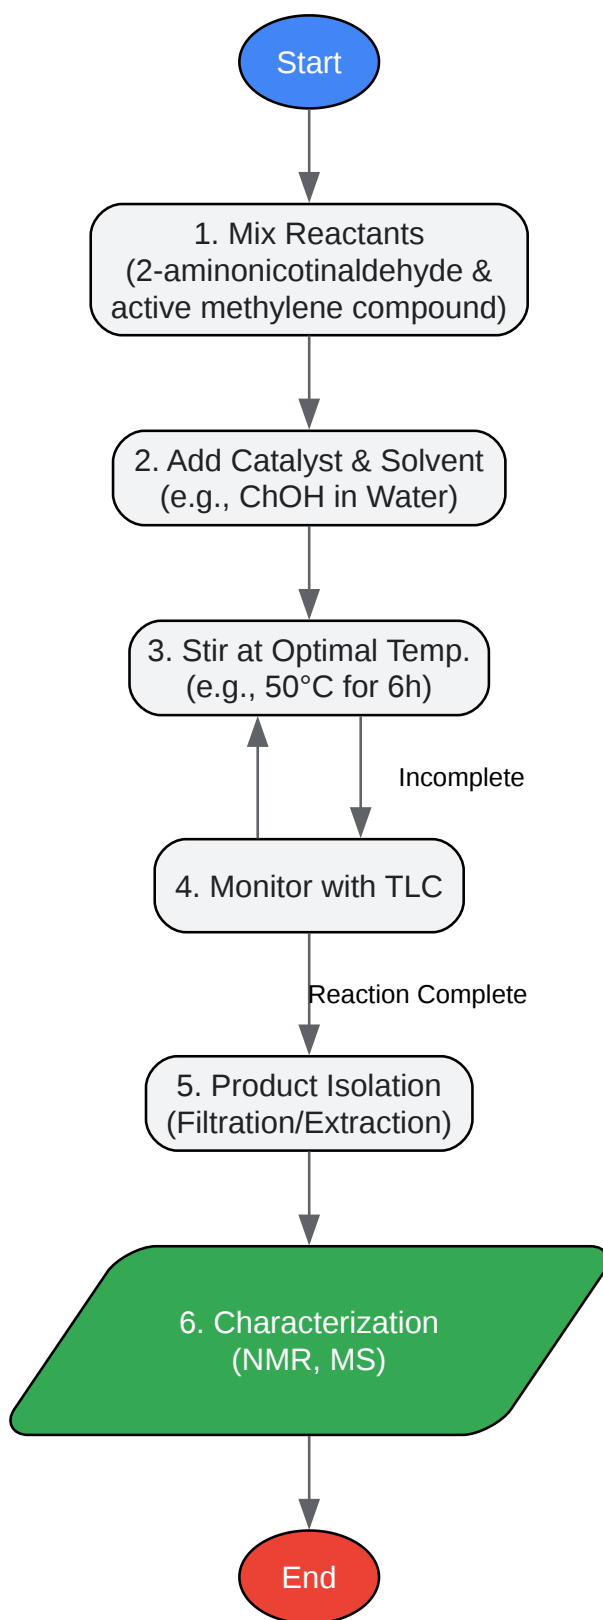 Start
1. Mix Reactants
(2-aminonicotinaldehyde &
active methylene compound)
2. Add Catalyst & Solvent
(e.g., ChOH in Water)
3. Stir at Optimal Temp.
(e.g., 50°C for 6h)
Incomplete
4. Monitor with TLC
Reaction Complete
5. Product Isolation
(Filtration/Extraction)
6. Characterization
(NMR, MS)
End